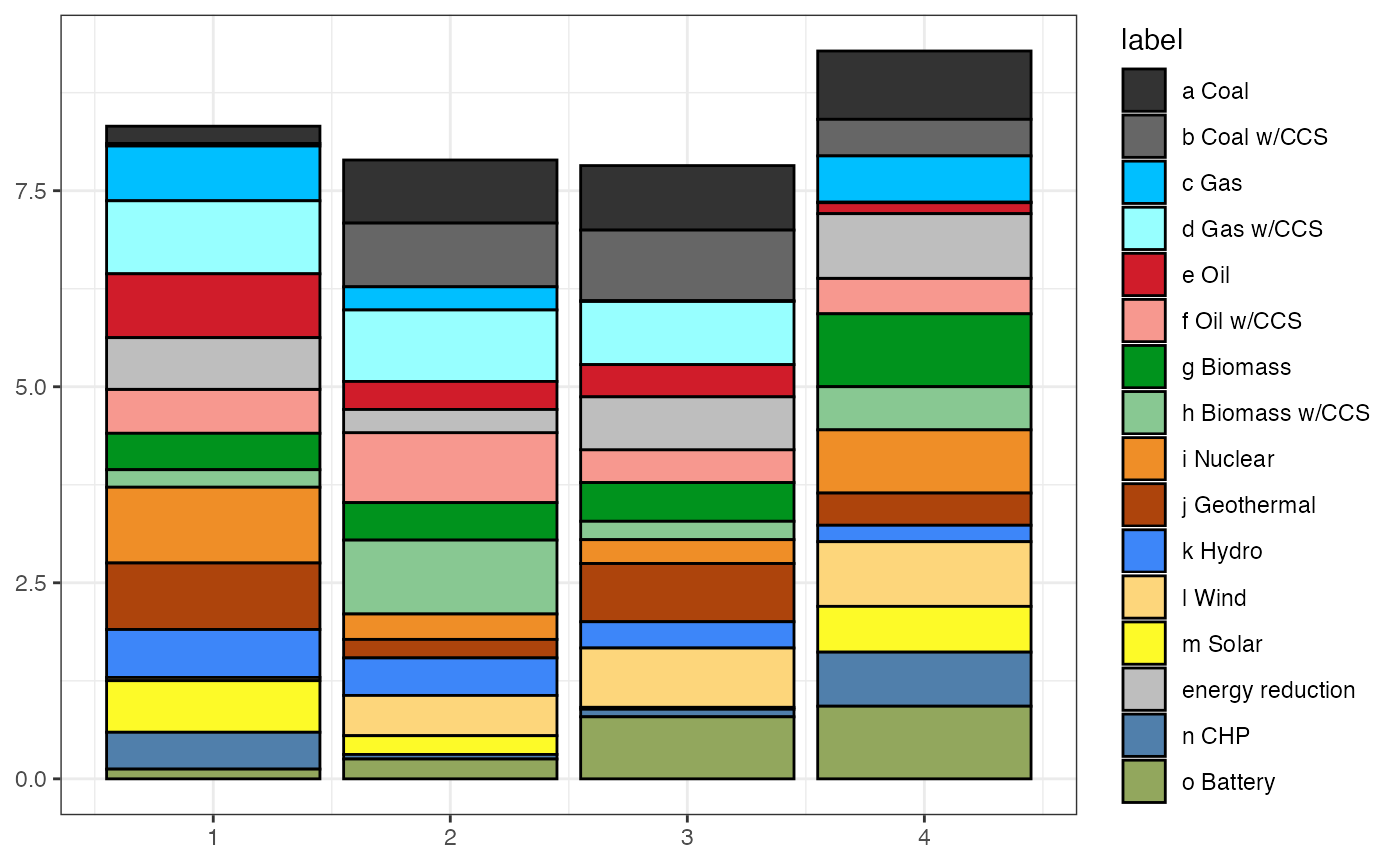 label
a Coal
b Coal w/CCS
c Gas
d Gas w/CCS
e Oil
f Oil w/CCS
g Biomass
h Biomass w/CCS
i Nuclear
j Geothermal
k Hydro
l Wind
m Solar
energy reduction
n CHP
o Battery
7.5
5.0
2.5
0.0
1 2 3 4